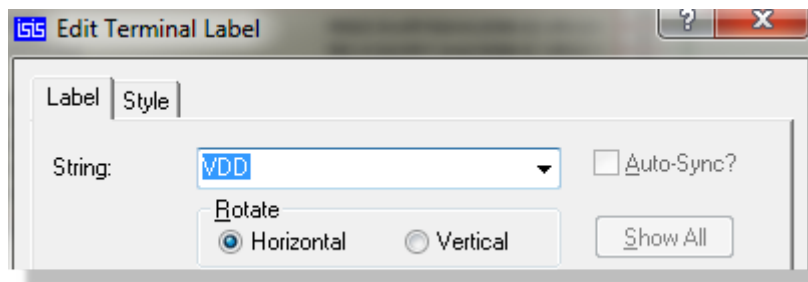 isis Edit Terminal Label ? X
Label Style
String: VDD Auto-Sync?
Rotate
Horizontal Vertical Show All